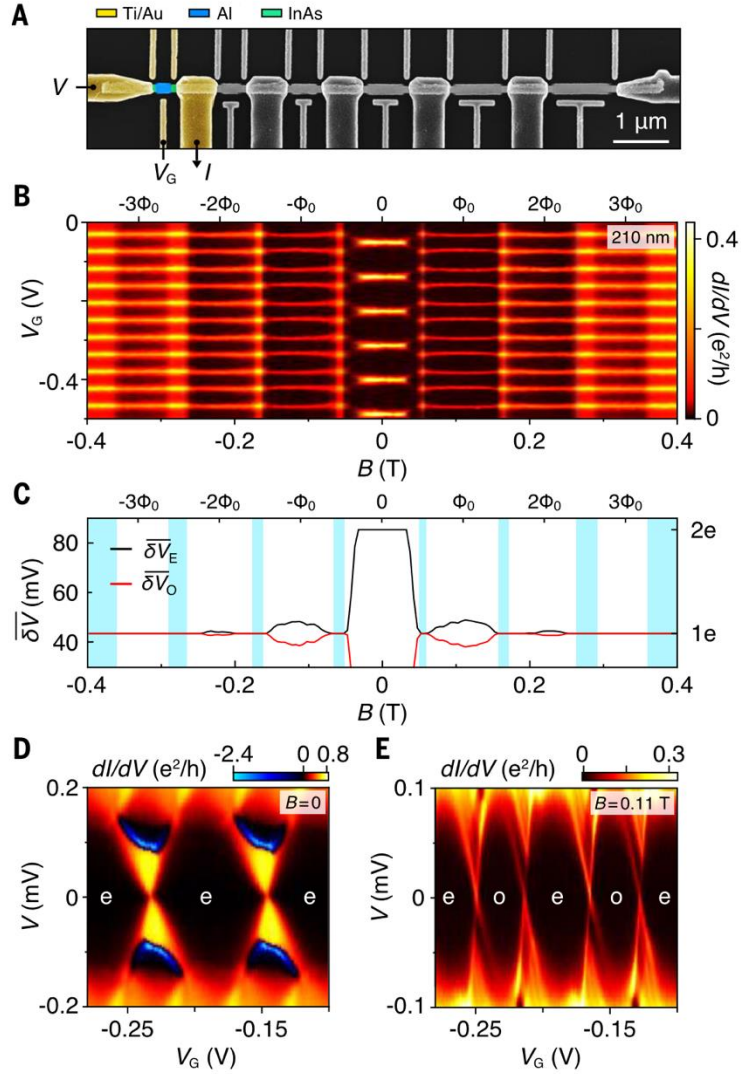 A
Ti/Au Al InAs
V
V_G I
1 μm
B
-3Φ₀ -2Φ₀ -Φ₀ 0 Φ₀ 2Φ₀ 3Φ₀
0
210 nm
0.4
V_G (V)
dI/dV (e²/h)
-0.4
0
-0.4 -0.2 0 0.2 0.4
B (T)
C
-3Φ₀ -2Φ₀ -Φ₀ 0 Φ₀ 2Φ₀ 3Φ₀
80 2e
δV_E
δV_O
δV (mV)
60
40 1e
-0.4 -0.2 0 0.2 0.4
B (T)
D
dI/dV (e²/h) -2.4 0 0.8
0.2
B=0
V (mV)
0 e e e
-0.2
-0.25 -0.15
V_G (V)
E
dI/dV (e²/h) 0 0.3
0.1
B=0.11 T
V (mV)
0 e o e o e
-0.1
-0.25 -0.15
V_G (V)